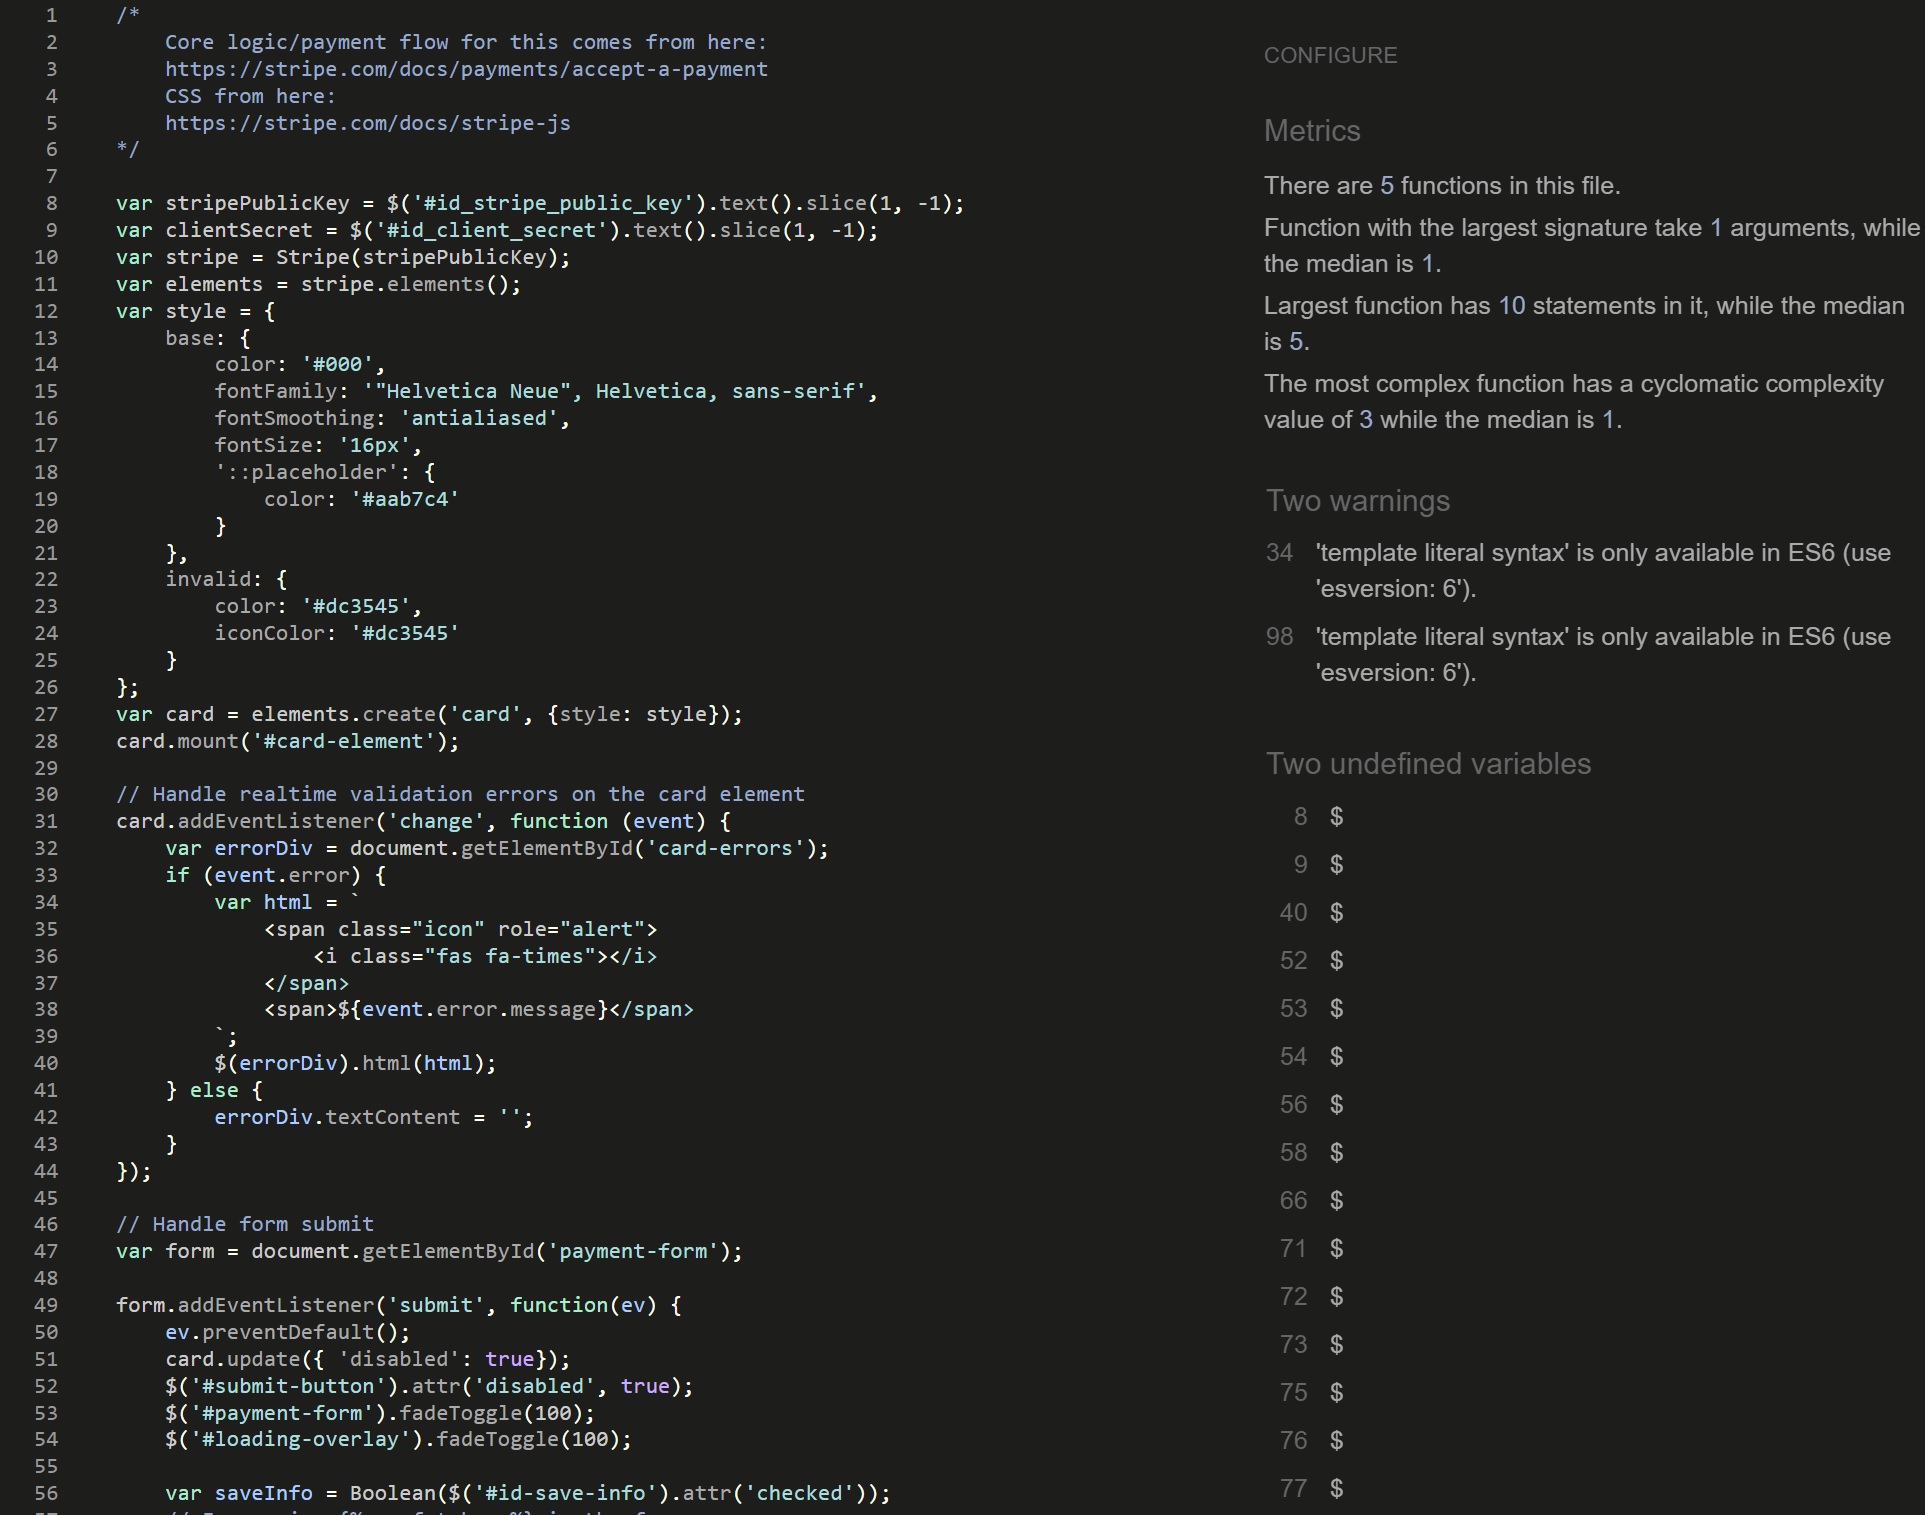 1 /*
2 Core logic/payment flow for this comes from here:
3 https://stripe.com/docs/payments/accept-a-payment
4 CSS from here:
5 https://stripe.com/docs/stripe-js
6 */
7
8 var stripePublicKey = $('#id_stripe_public_key').text().slice(1, -1);
9 var clientSecret = $('#id_client_secret').text().slice(1, -1);
10 var stripe = Stripe(stripePublicKey);
11 var elements = stripe.elements();
12 var style = {
13 base: {
14 color: '#000',
15 fontFamily: '"Helvetica Neue", Helvetica, sans-serif',
16 fontSmoothing: 'antialiased',
17 fontSize: '16px',
18 '::placeholder': {
19 color: '#aab7c4'
20 }
21 },
22 invalid: {
23 color: '#dc3545',
24 iconColor: '#dc3545'
25 }
26 };
27 var card = elements.create('card', {style: style});
28 card.mount('#card-element');
29
30 // Handle realtime validation errors on the card element
31 card.addEventListener('change', function (event) {
32 var errorDiv = document.getElementById('card-errors');
33 if (event.error) {
34 var html = `
35 <span class="icon" role="alert">
36 <i class="fas fa-times"></i>
37 </span>
38 <span>${event.error.message}</span>
39 `;
40 $(errorDiv).html(html);
41 } else {
42 errorDiv.textContent = '';
43 }
44 });
45
46 // Handle form submit
47 var form = document.getElementById('payment-form');
48
49 form.addEventListener('submit', function(ev) {
50 ev.preventDefault();
51 card.update({ 'disabled': true});
52 $('#submit-button').attr('disabled', true);
53 $('#payment-form').fadeToggle(100);
54 $('#loading-overlay').fadeToggle(100);
55
56 var saveInfo = Boolean($('#id-save-info').attr('checked'));
CONFIGURE
Metrics
There are 5 functions in this file.
Function with the largest signature take 1 arguments, while
the median is 1.
Largest function has 10 statements in it, while the median
is 5.
The most complex function has a cyclomatic complexity
value of 3 while the median is 1.
Two warnings
34 'template literal syntax' is only available in ES6 (use
'esversion: 6').
98 'template literal syntax' is only available in ES6 (use
'esversion: 6').
Two undefined variables
8 $
9 $
40 $
52 $
53 $
54 $
56 $
58 $
66 $
71 $
72 $
73 $
75 $
76 $
77 $